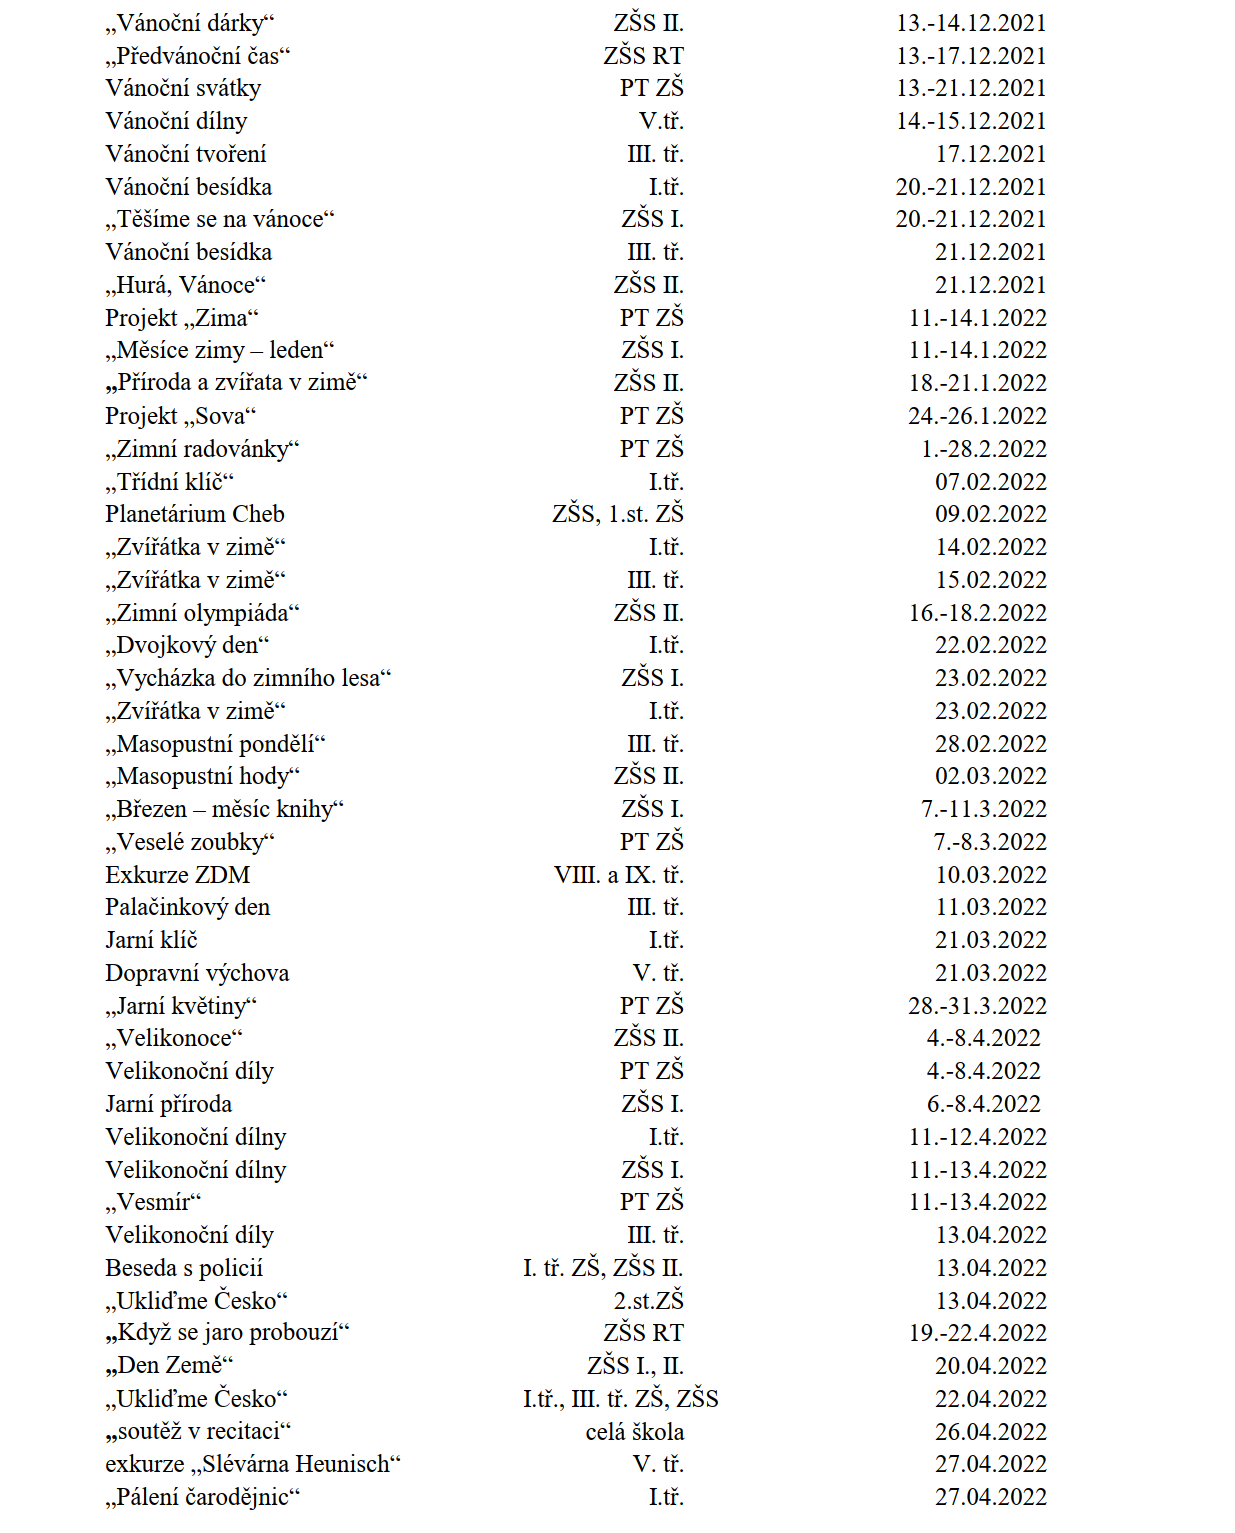 „Vánoční dárky“ ZŠS II. 13.-14.12.2021
„Předvánoční čas“ ZŠS RT 13.-17.12.2021
Vánoční svátky PT ZŠ 13.-21.12.2021
Vánoční dílny V.tř. 14.-15.12.2021
Vánoční tvoření III. tř. 17.12.2021
Vánoční besídka I.tř. 20.-21.12.2021
„Těšíme se na vánoce“ ZŠS I. 20.-21.12.2021
Vánoční besídka III. tř. 21.12.2021
„Hurá, Vánoce“ ZŠS II. 21.12.2021
Projekt „Zima“ PT ZŠ 11.-14.1.2022
„Měsíce zimy – leden“ ZŠS I. 11.-14.1.2022
„Příroda a zvířata v zimě“ ZŠS II. 18.-21.1.2022
Projekt „Sova“ PT ZŠ 24.-26.1.2022
„Zimní radovánky“ PT ZŠ 1.-28.2.2022
„Třídní klíč“ I.tř. 07.02.2022
Planetárium Cheb ZŠS, 1.st. ZŠ 09.02.2022
„Zvířátka v zimě“ I.tř. 14.02.2022
„Zvířátka v zimě“ III. tř. 15.02.2022
„Zimní olympiáda“ ZŠS II. 16.-18.2.2022
„Dvojkový den“ I.tř. 22.02.2022
„Vycházka do zimního lesa“ ZŠS I. 23.02.2022
„Zvířátka v zimě“ I.tř. 23.02.2022
„Masopustní pondělí“ III. tř. 28.02.2022
„Masopustní hody“ ZŠS II. 02.03.2022
„Březen – měsíc knihy“ ZŠS I. 7.-11.3.2022
„Veselé zoubky“ PT ZŠ 7.-8.3.2022
Exkurze ZDM VIII. a IX. tř. 10.03.2022
Palačinkový den III. tř. 11.03.2022
Jarní klíč I.tř. 21.03.2022
Dopravní výchova V. tř. 21.03.2022
„Jarní květiny“ PT ZŠ 28.-31.3.2022
„Velikonoce“ ZŠS II. 4.-8.4.2022
Velikonoční díly PT ZŠ 4.-8.4.2022
Jarní příroda ZŠS I. 6.-8.4.2022
Velikonoční dílny I.tř. 11.-12.4.2022
Velikonoční dílny ZŠS I. 11.-13.4.2022
„Vesmír“ PT ZŠ 11.-13.4.2022
Velikonoční díly III. tř. 13.04.2022
Beseda s policií I. tř. ZŠ, ZŠS II. 13.04.2022
„Ukliďme Česko“ 2.st.ZŠ 13.04.2022
„Když se jaro probouzí“ ZŠS RT 19.-22.4.2022
„Den Země“ ZŠS I., II. 20.04.2022
„Ukliďme Česko“ I.tř., III. tř. ZŠ, ZŠS 22.04.2022
„soutěž v recitaci“ celá škola 26.04.2022
exkurze „Slévárna Heunisch“ V. tř. 27.04.2022
„Pálení čarodějnic“ I.tř. 27.04.2022